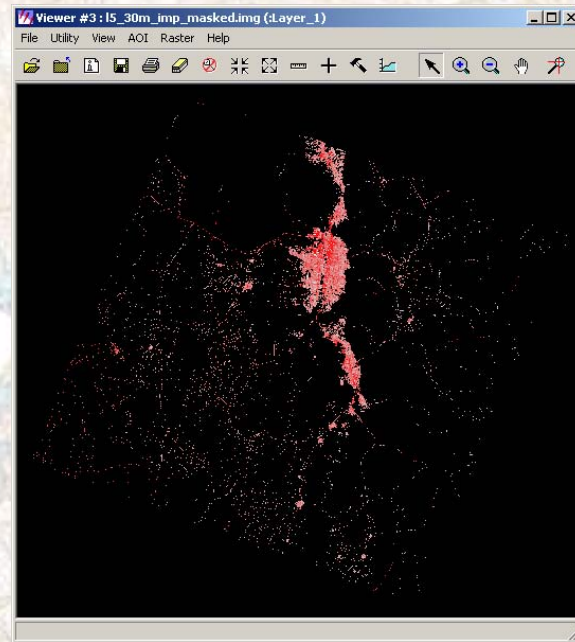 Viewer #3 : l5_30m_imp_masked.img (:Layer_1)
File Utility View AOI Raster Help